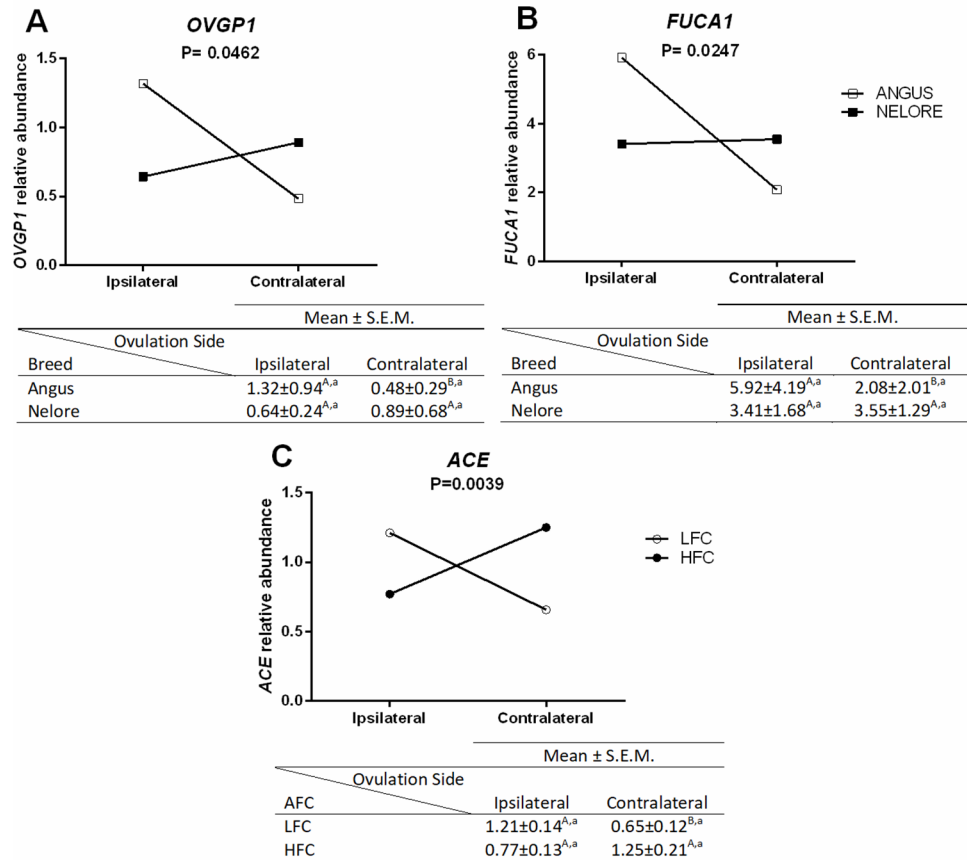 A
OVGP1
P= 0.0462
OVGP1 relative abundance
1.5
1.0
0.5
0.0
Ipsilateral Contralateral
Mean ± S.E.M.
Ovulation Side
Breed Ipsilateral Contralateral
Angus 1.32±0.94A,a 0.48±0.29B,a
Nelore 0.64±0.24A,a 0.89±0.68A,a
B
FUCA1
P= 0.0247
FUCA1 relative abundance
6
4
2
0
Ipsilateral Contralateral
ANGUS
NELORE
Mean ± S.E.M.
Ovulation Side
Breed Ipsilateral Contralateral
Angus 5.92±4.19A,a 2.08±2.01B,a
Nelore 3.41±1.68A,a 3.55±1.29A,a
C
ACE
P=0.0039
ACE relative abundance
1.5
1.0
0.5
0.0
Ipsilateral Contralateral
LFC
HFC
Mean ± S.E.M.
Ovulation Side
AFC Ipsilateral Contralateral
LFC 1.21±0.14A,a 0.65±0.12B,a
HFC 0.77±0.13A,a 1.25±0.21A,a